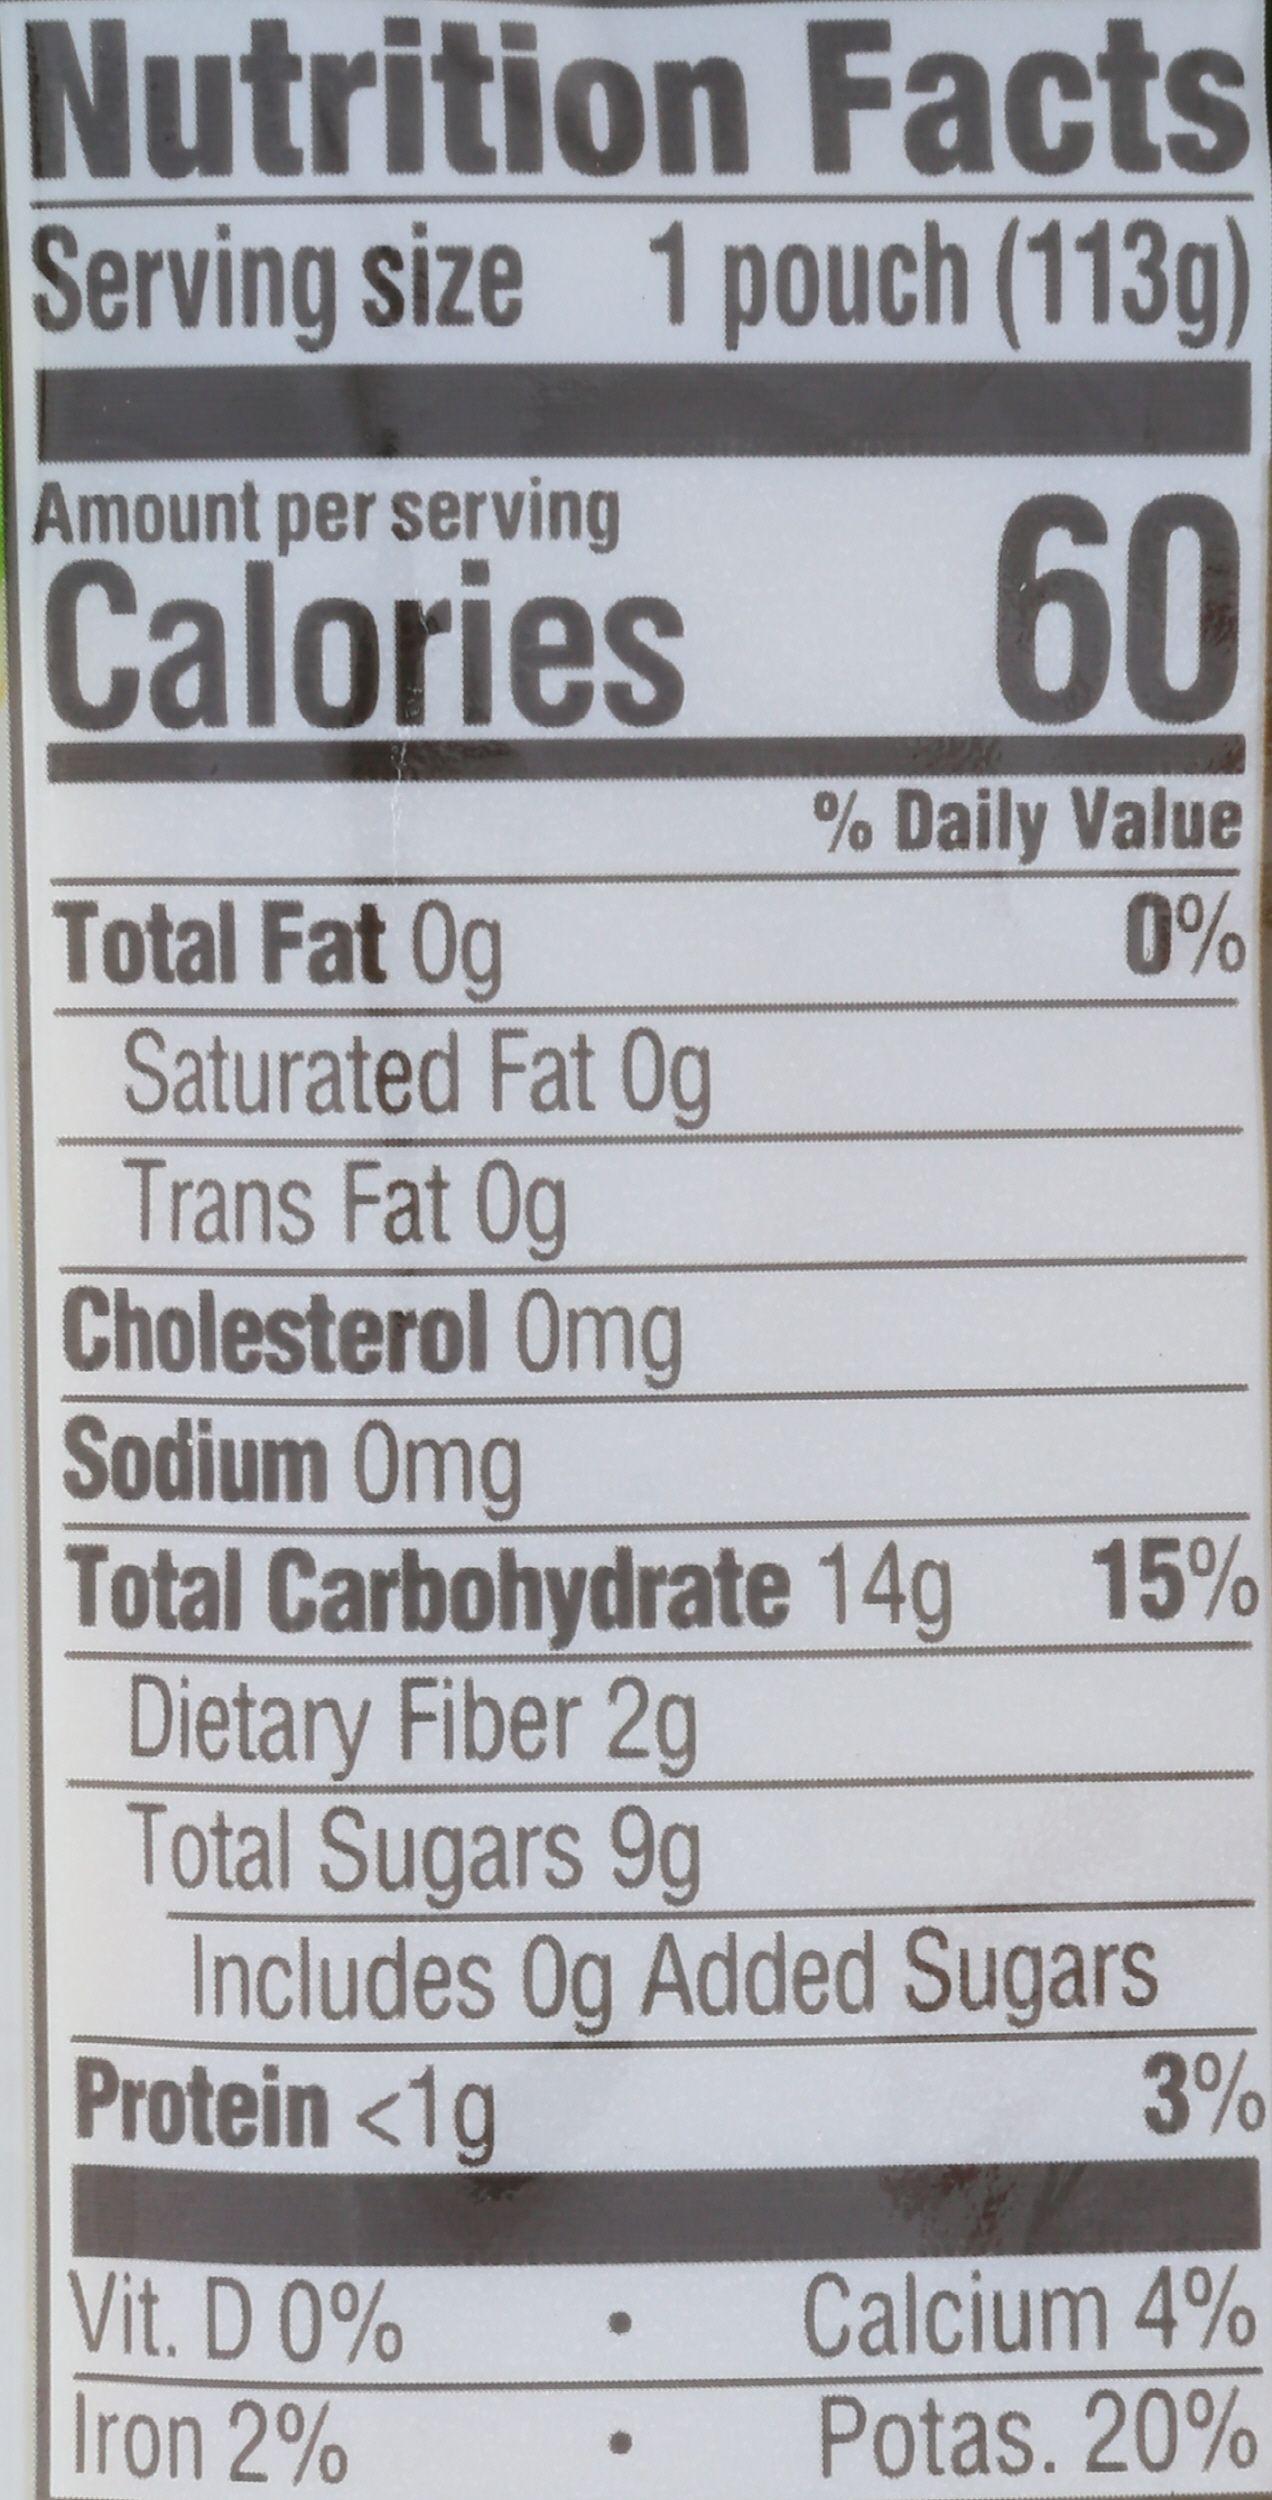 Nutrition Facts
Serving size 1 pouch (113g)
Amount per serving
Calories 60
% Daily Value
Total Fat 0g 0%
Saturated Fat 0g
Trans Fat 0g
Cholesterol 0mg
Sodium 0mg
Total Carbohydrate 14g 15%
Dietary Fiber 2g
Total Sugars 9g
Includes 0g Added Sugars
Protein <1g 3%
Vit. D 0% • Calcium 4%
Iron 2% • Potas. 20%